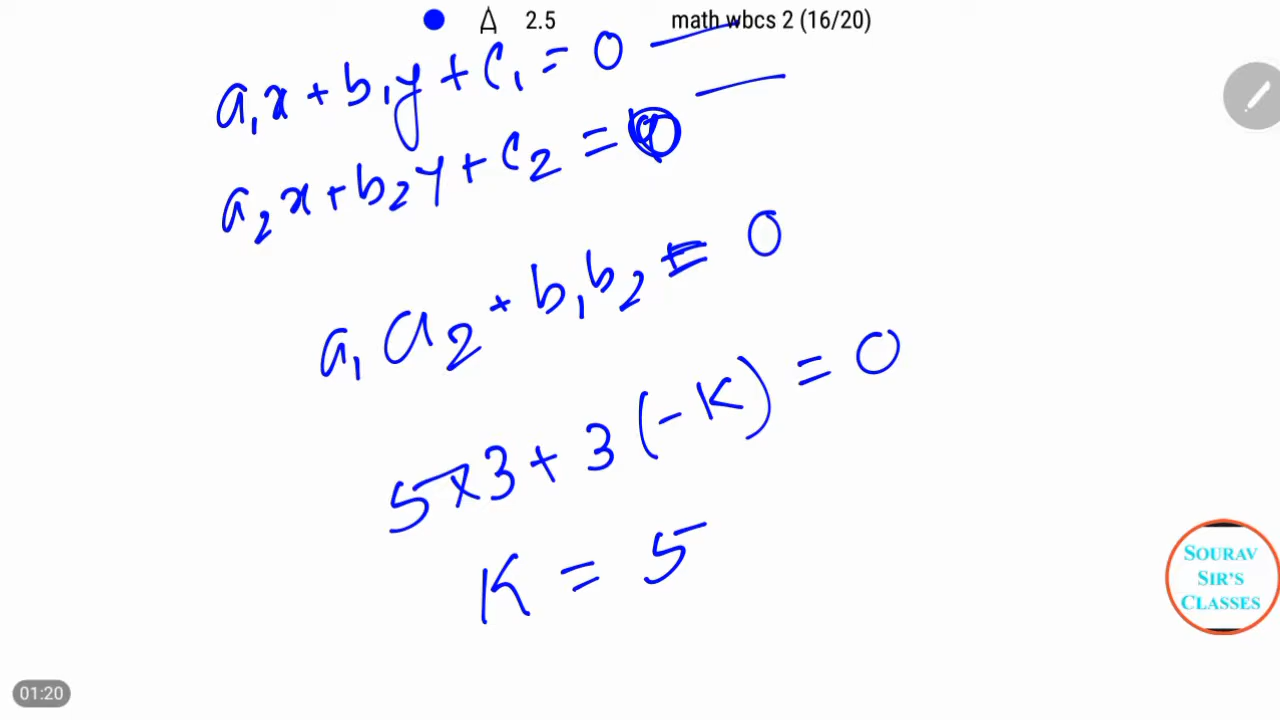 2.5 math wbcs 2 (16/20)
a₁x + b₁y + c₁ = 0
a₂x + b₂y + c₂ = 0
a₁a₂ + b₁b₂ = 0
5×3 + 3(-K) = 0
K = 5
SOURAV
SIR'S
CLASSES
01:20